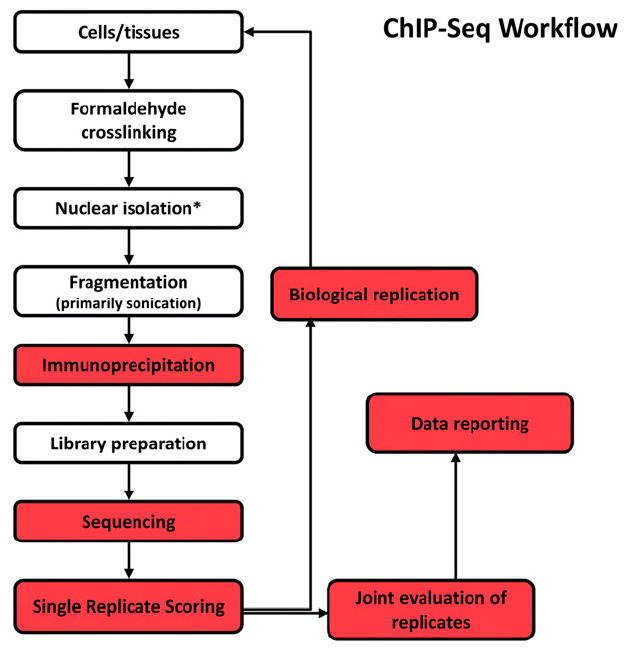 ChIP-Seq Workflow
Cells/tissues
Formaldehyde
crosslinking
Nuclear isolation*
Fragmentation
(primarily sonication)
Immunoprecipitation
Library preparation
Sequencing
Single Replicate Scoring
Biological replication
Joint evaluation of
replicates
Data reporting